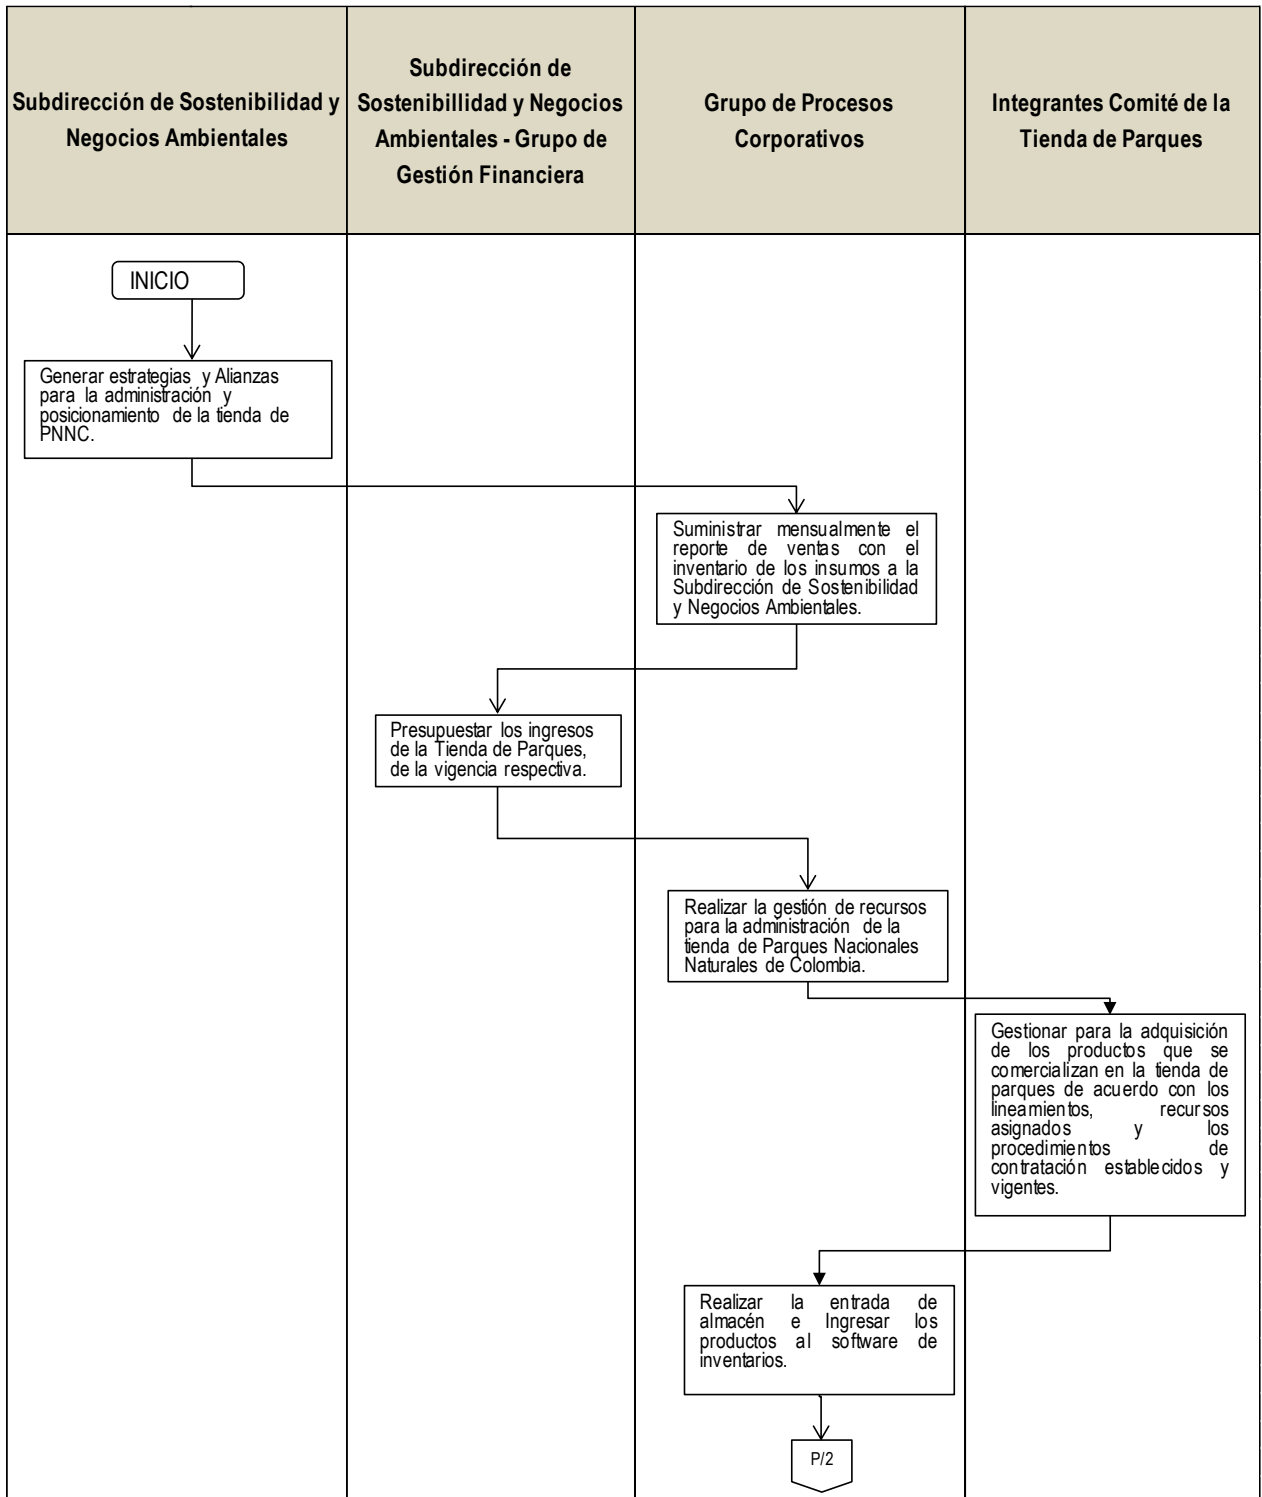 Subdirección de Sostenibilidad y
Negocios Ambientales
Subdirección de
Sostenibillidad y Negocios
Ambientales - Grupo de
Gestión Financiera
Grupo de Procesos
Corporativos
Integrantes Comité de la
Tienda de Parques
INICIO
Generar estrategias y Alianzas
para la administración y
posicionamiento de la tienda de
PNNC.
Suministrar mensualmente el
reporte de ventas con el
inventario de los insumos a la
Subdirección de Sostenibilidad
y Negocios Ambientales.
Presupuestar los ingresos
de la Tienda de Parques,
de la vigencia respectiva.
Realizar la gestión de recursos
para la administración de la
tienda de Parques Nacionales
Naturales de Colombia.
Gestionar para la adquisición
de los productos que se
comercializan en la tienda de
parques de acuerdo con los
lineamientos, recursos
asignados y los
procedimientos de
contratación establecidos y
vigentes.
Realizar la entrada de
almacén e Ingresar los
productos al software de
inventarios.
P/2